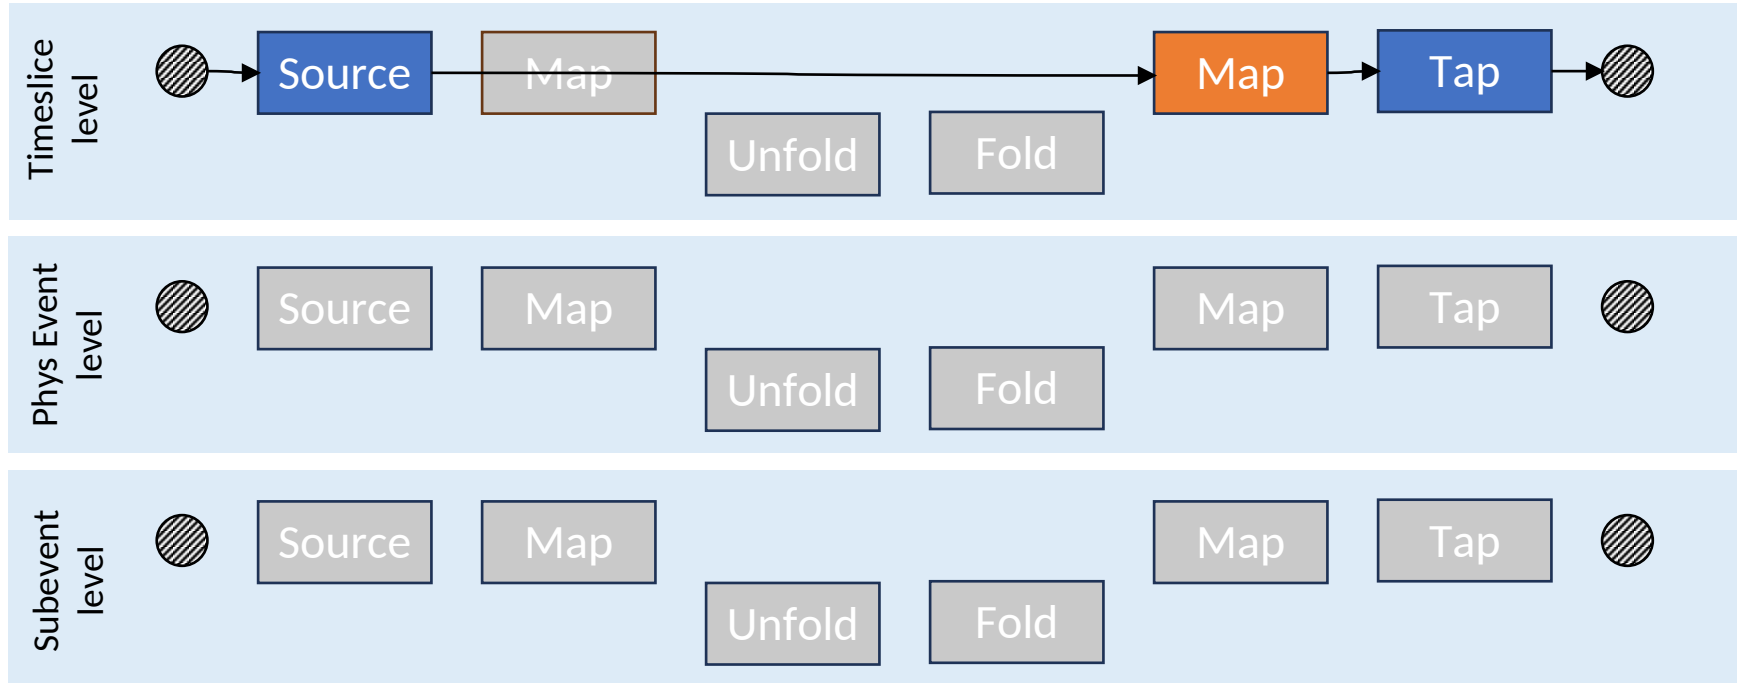 Timeslice
level
Source
Map
Unfold
Fold
Map
Tap
Phys Event
level
Source
Map
Unfold
Fold
Map
Tap
Subevent
level
Source
Map
Unfold
Fold
Map
Tap